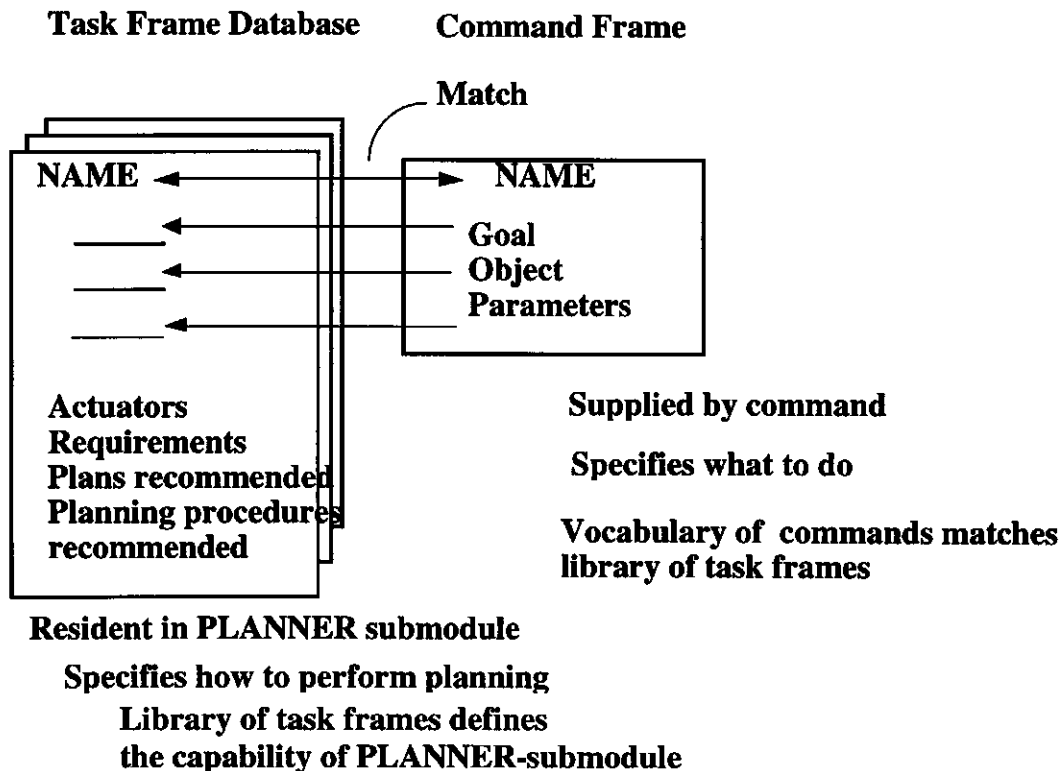 Task Frame Database
Command Frame
Match
NAME
NAME
Goal
Object
Parameters
Actuators
Requirements
Plans recommended
Planning procedures
recommended
Supplied by command
Specifies what to do
Vocabulary of commands matches
library of task frames
Resident in PLANNER submodule
Specifies how to perform planning
Library of task frames defines
the capability of PLANNER-submodule